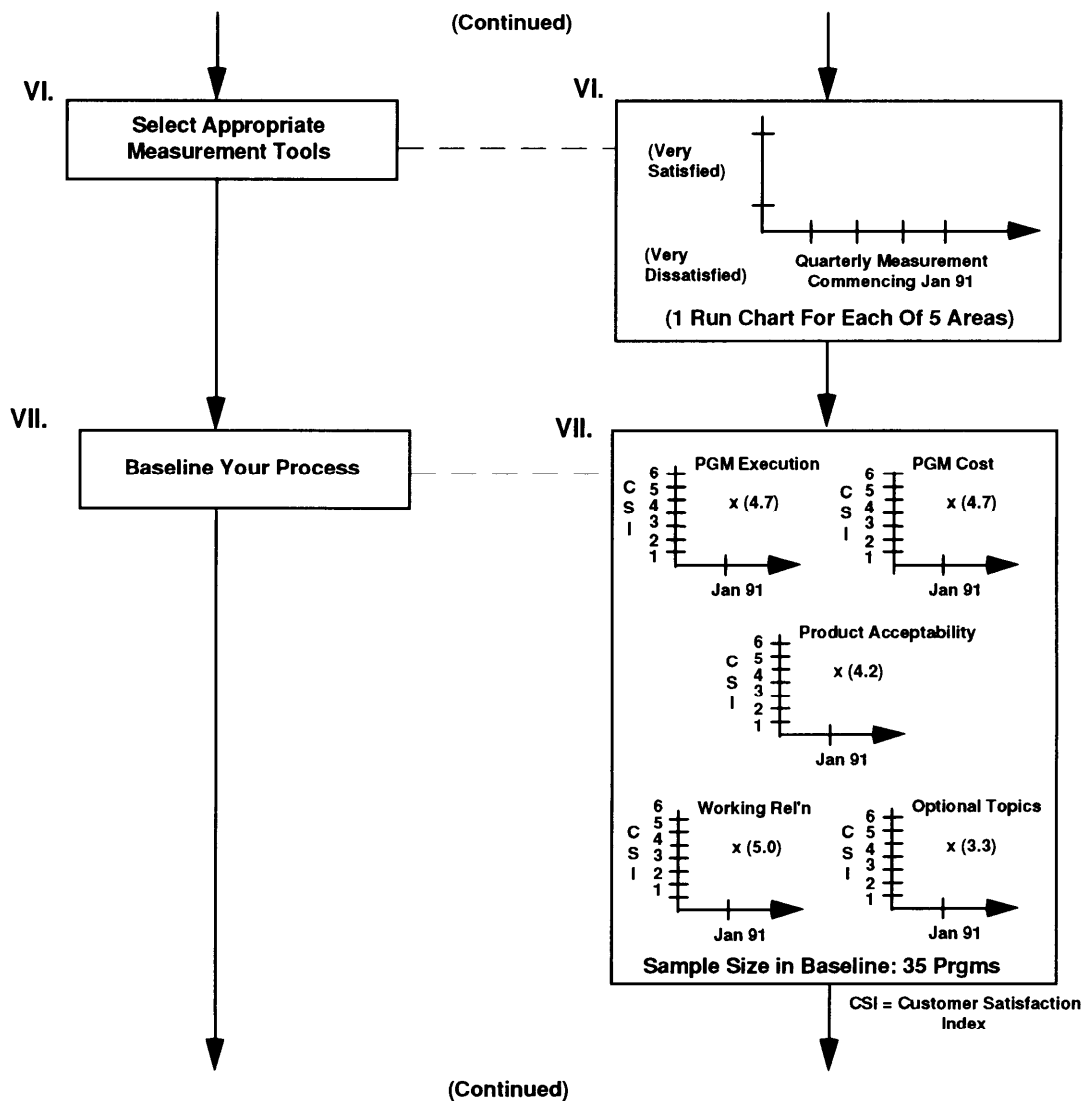 (Continued)
VI.
Select Appropriate
Measurement Tools
VI.
(Very
Satisfied)
(Very
Dissatisfied)
Quarterly Measurement
Commencing Jan 91
(1 Run Chart For Each Of 5 Areas)
VII.
Baseline Your Process
VII.
PGM Execution
C
S
I
6
5
4
3
2
1
x (4.7)
Jan 91
PGM Cost
C
S
I
6
5
4
3
2
1
x (4.7)
Jan 91
Product Acceptability
C
S
I
6
5
4
3
2
1
x (4.2)
Jan 91
Working Rel'n
C
S
I
6
5
4
3
2
1
x (5.0)
Jan 91
Optional Topics
C
S
I
6
5
4
3
2
1
x (3.3)
Jan 91
Sample Size in Baseline: 35 Prgms
CSI = Customer Satisfaction
Index
(Continued)